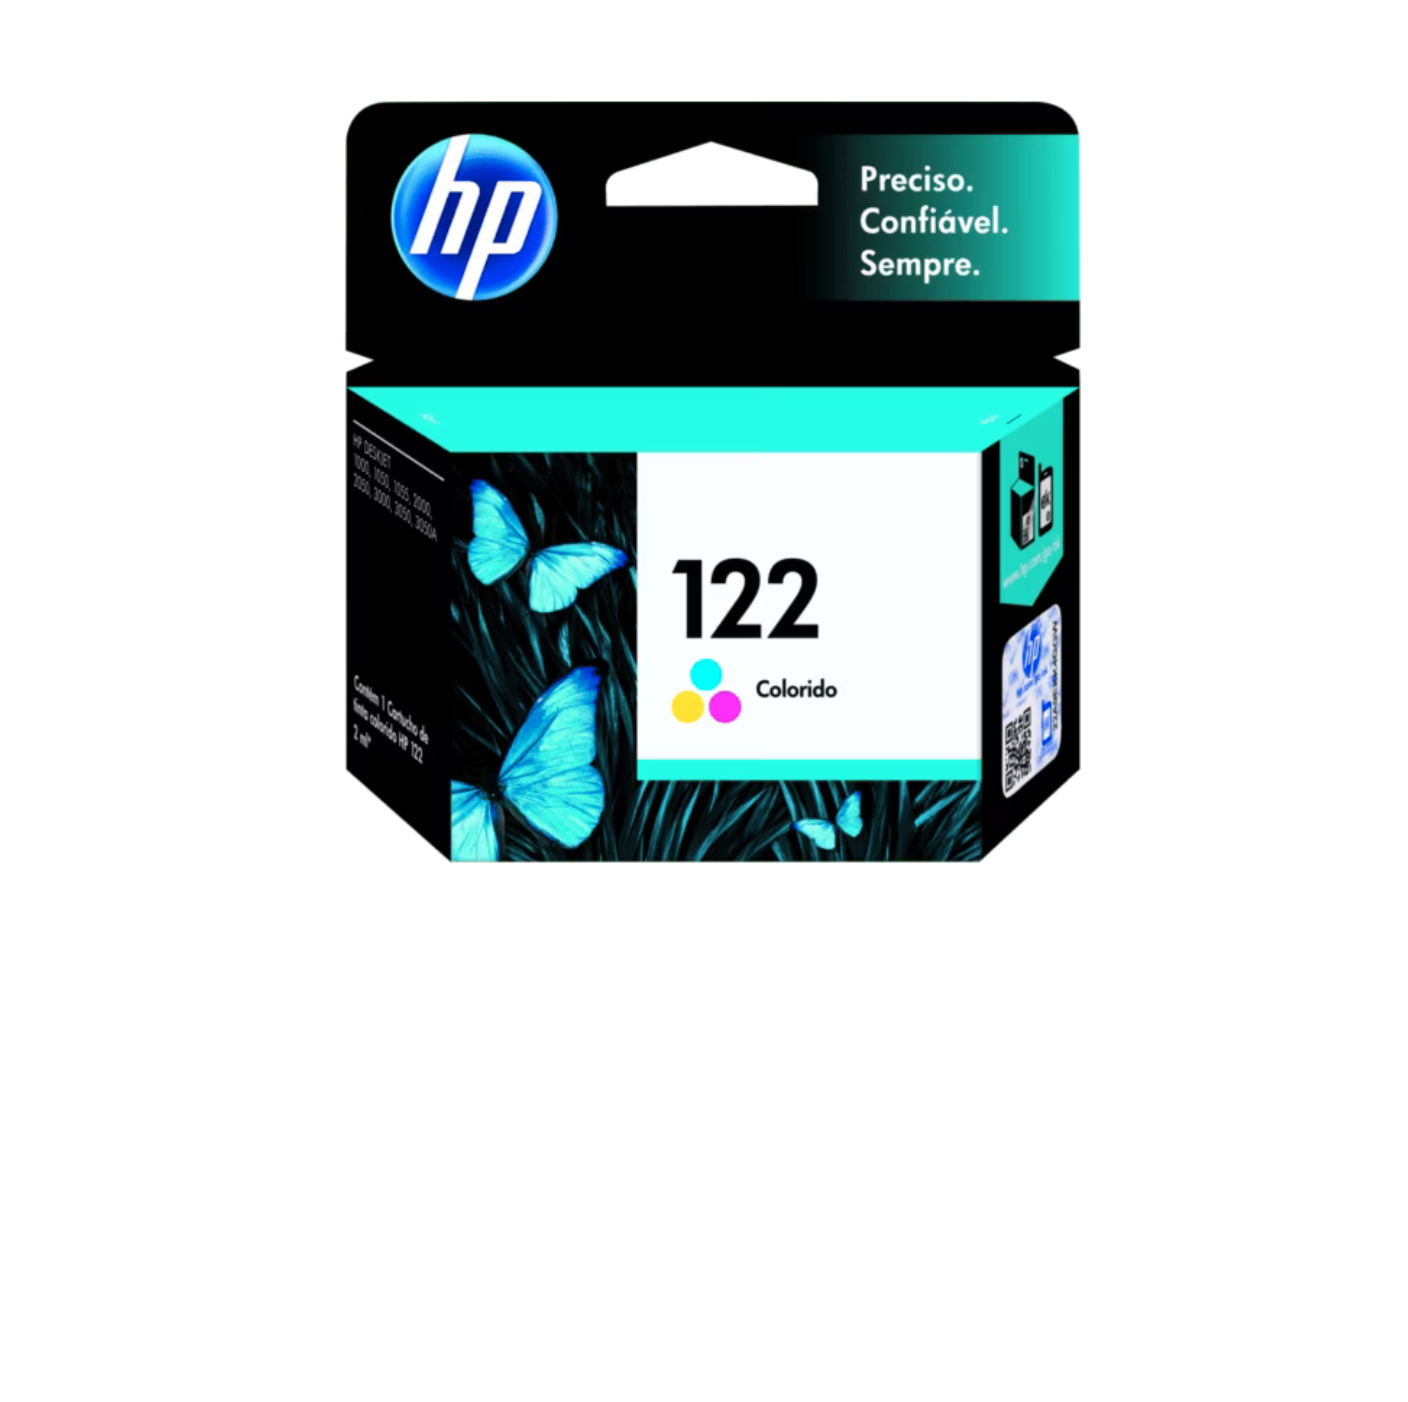 hp
Preciso.
Confiável.
Sempre.
HP DESKJET
1000, 1050, 1055, 2000,
2050, 3000, 3050, 3050A
122
Colorido
Contém 1 Cartucho de
tinta colorido HP 122
2 ml*
hp